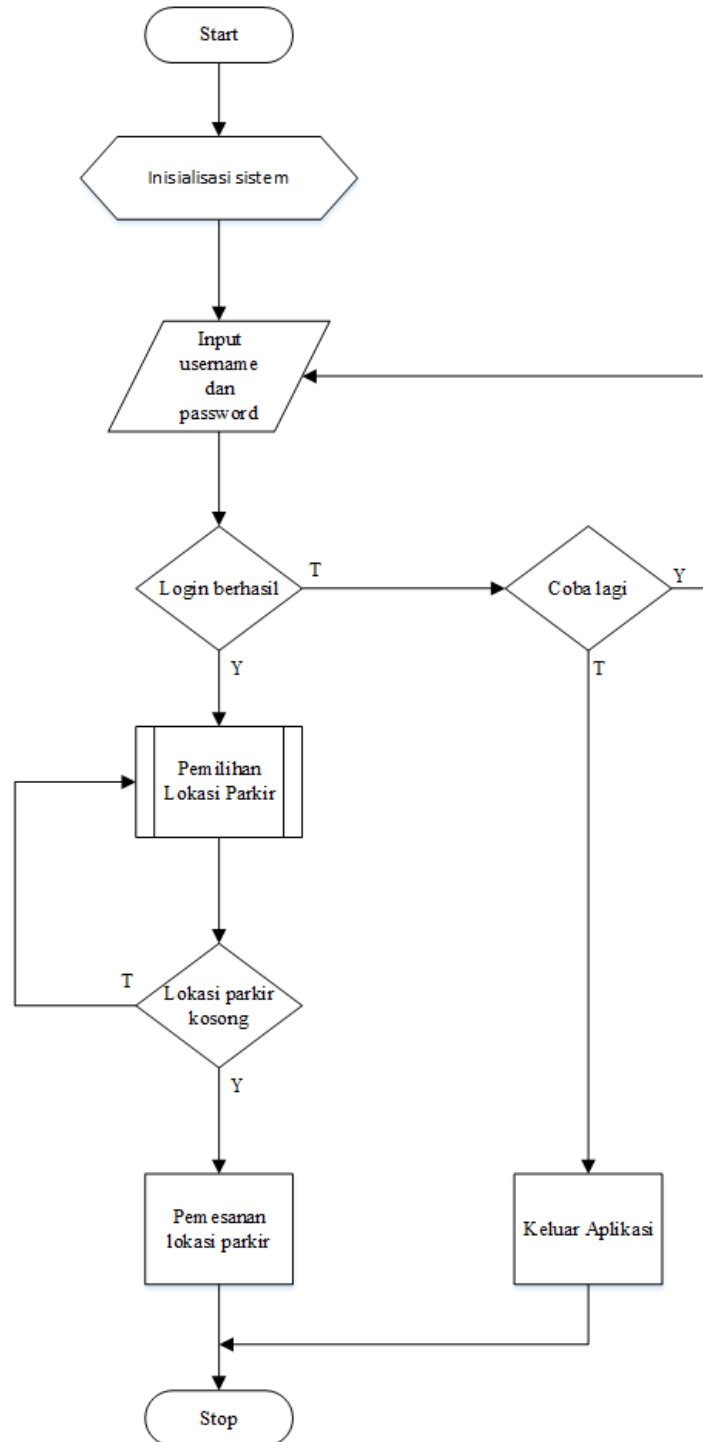 Start
Inisialisasi sistem
Input
username
dan
password
Login berhasil
T
Coba lagi
Y
Y
T
Pemilihan
Lokasi Parkir
T
Lokasi parkir
kosong
Y
Pemesanan
lokasi parkir
Keluar Aplikasi
Stop